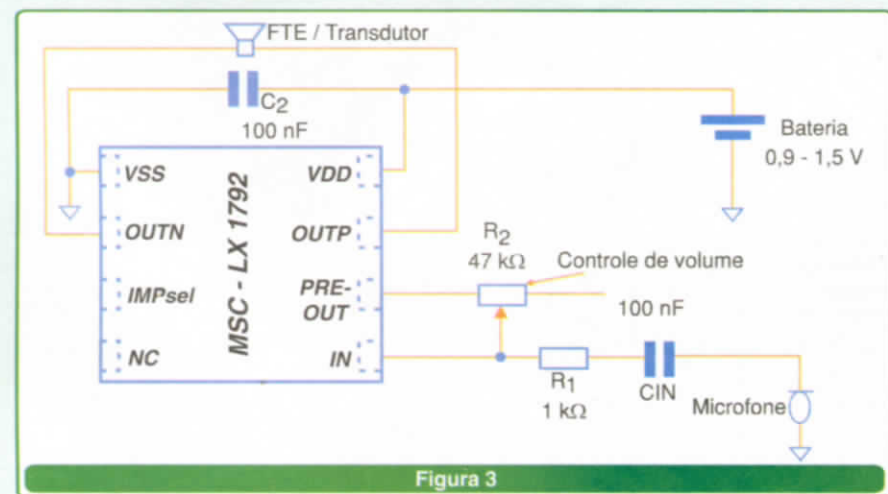 FTE / Transdutor
C2
100 nF
Bateria
0,9 - 1,5 V
VSS
VDD
MSC - LX 1792
OUTN
OUTP
R2
47 kΩ
Controle de volume
IMPsel
PRE-
OUT
100 nF
NC
IN
R1
1 kΩ
CIN
Microfone
Figura 3